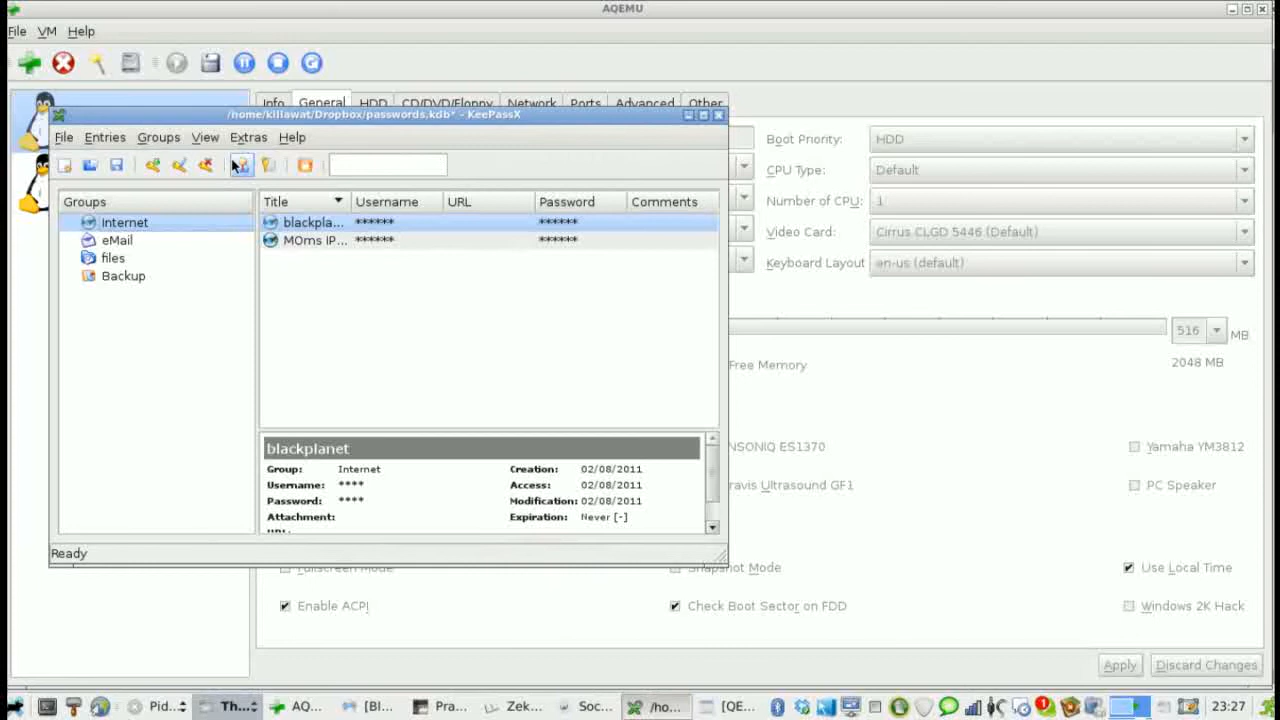 AQEMU
File VM Help
Info General HDD CD/DVD/Floppy Network Ports Advanced Other
/home/killawat/Dropbox/passwords.kdb* - KeePassX
File Entries Groups View Extras Help
Boot Priority: HDD
CPU Type: Default
Number of CPU: 1
Video Card: Cirrus CLGD 5446 (Default)
Keyboard Layout en-us (default)
Groups
Internet
eMail
files
Backup
Title Username URL Password Comments
blackpla... ****** ******
MOms IP... ****** ******
516 MB
2048 MB
Free Memory
blackplanet
Group: Internet Creation: 02/08/2011
Username: **** Access: 02/08/2011
Password: **** Modification: 02/08/2011
Attachment: Expiration: Never [-]
Ready
NSONIQ ES1370 Yamaha YM3812
ravis Ultrasound GF1 PC Speaker
Fullscreen Mode Snapshot Mode Use Local Time
Enable ACPI Check Boot Sector on FDD Windows 2K Hack
Apply Discard Changes
Pid... Th... AQ... [Bl... Pra... Zek... Soc... /ho... [QE... 23:27